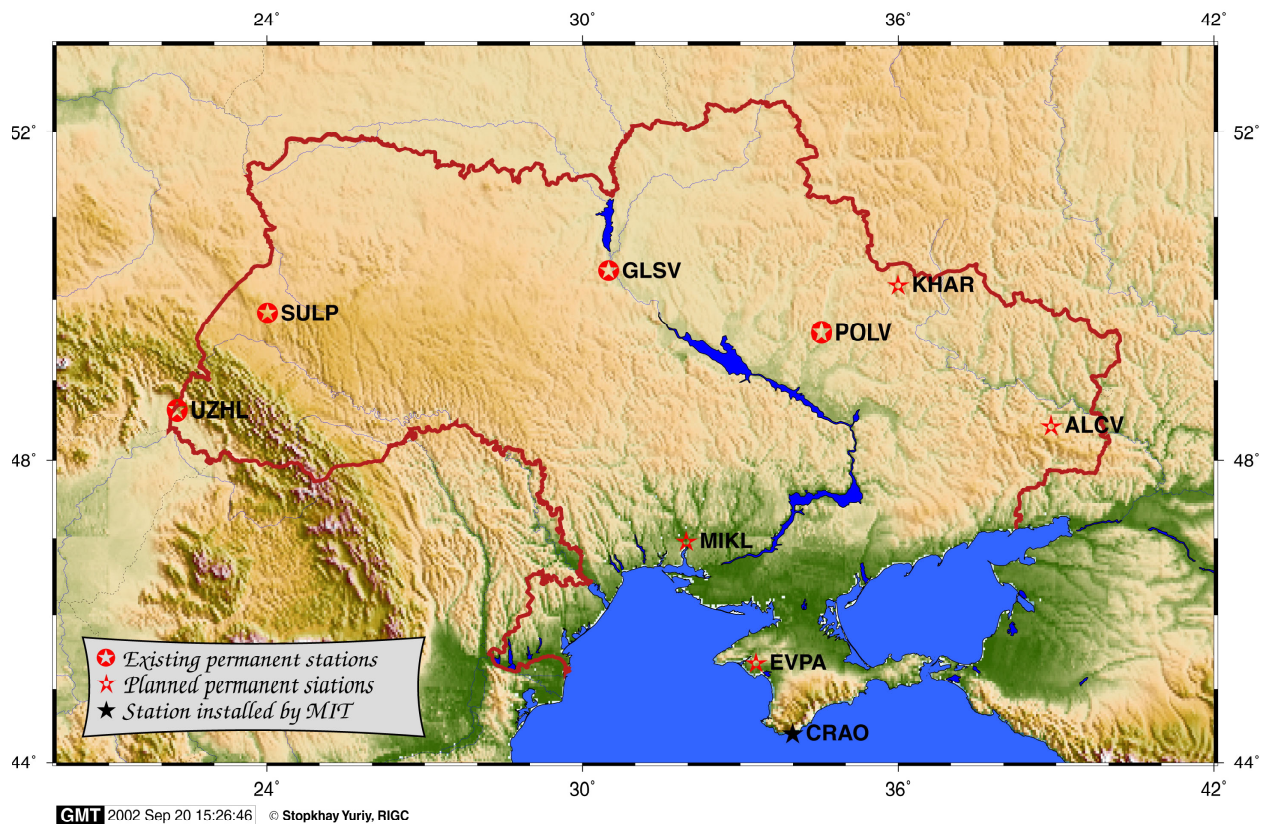 24° 30° 36° 42°
52° 52°
GLSV
KHAR
SULP
POLV
UZHL
ALCV
48° 48°
MIKL
EVPA
Existing permanent stations
Planned permanent siations
Station installed by MIT
CRAO
44° 44°
24° 30° 36° 42°
GMT 2002 Sep 20 15:26:46 © Stopkhay Yuriy, RIGC